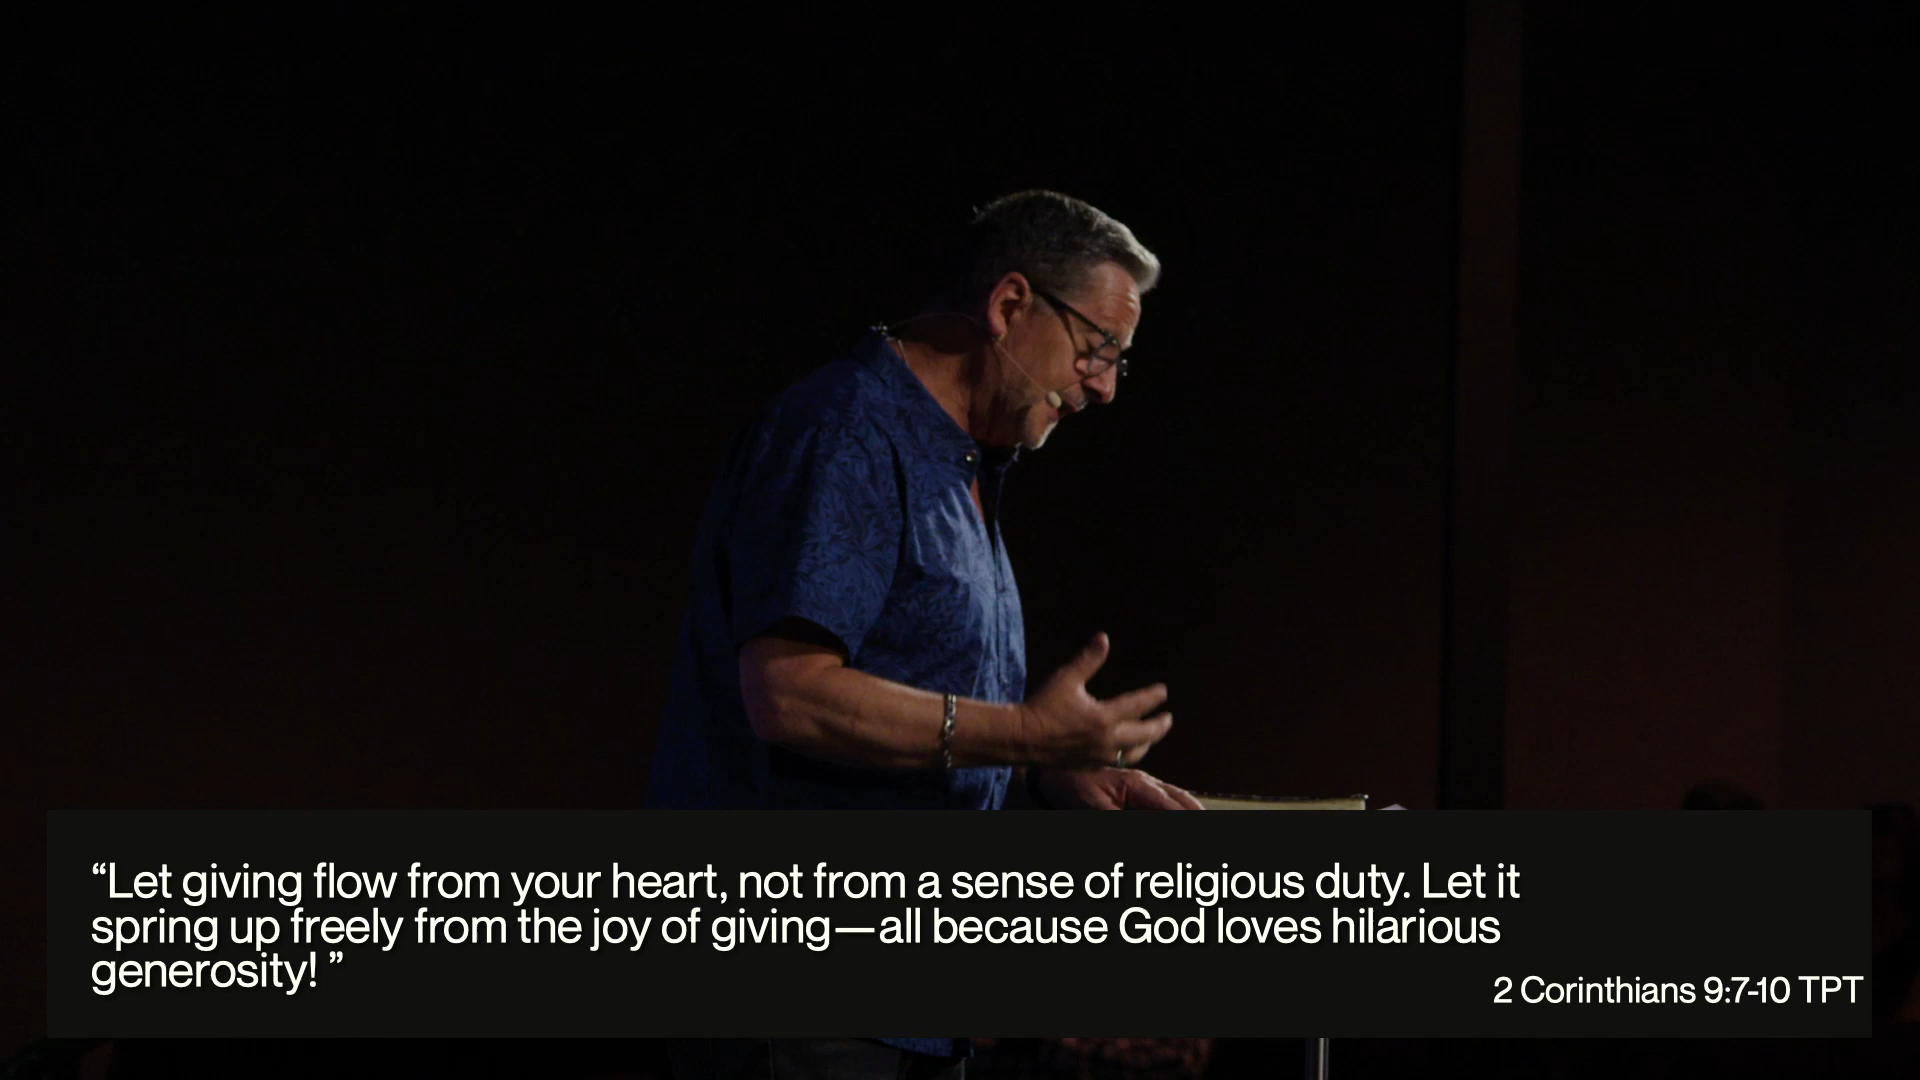 “Let giving flow from your heart, not from a sense of religious duty. Let it
spring up freely from the joy of giving—all because God loves hilarious
generosity! ”
2 Corinthians 9:7-10 TPT